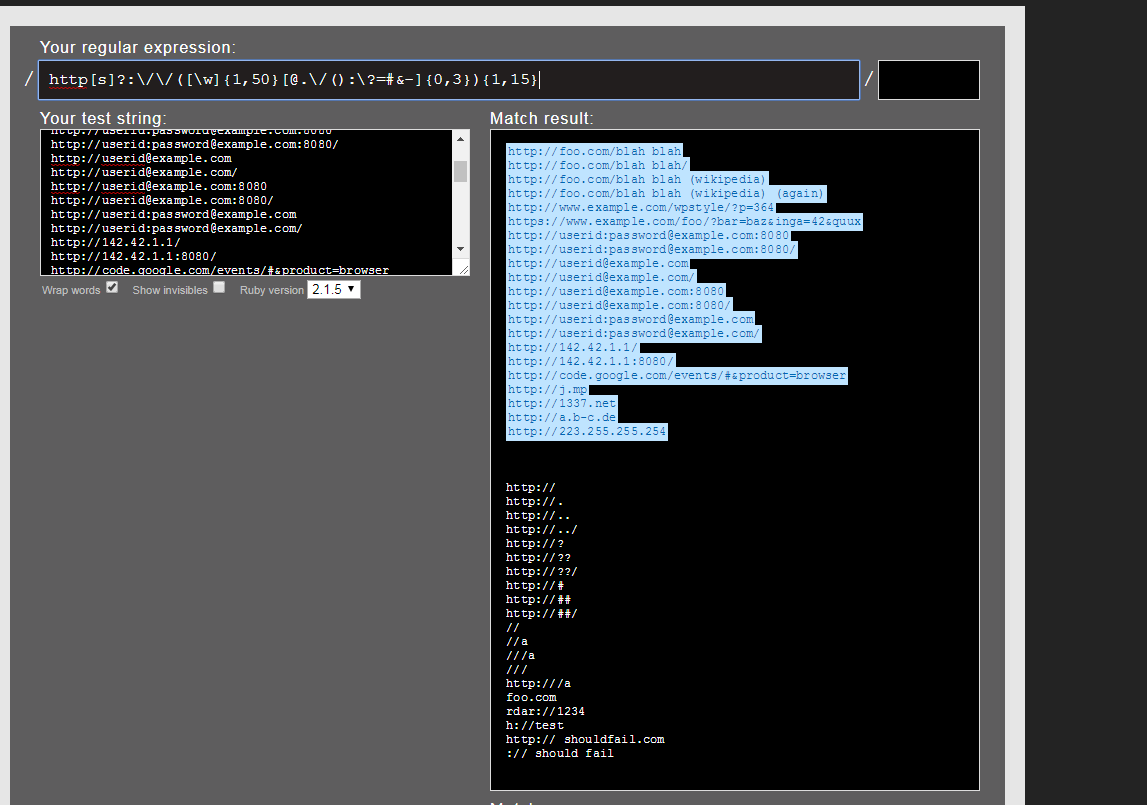 Your regular expression:
/ http[s]?:\/\/([\w]{1,50}[@.\/():\?=#&-]{0,3}){1,15} /
Your test string:
http://userid:password@example.com:8080
http://userid:password@example.com:8080/
http://userid@example.com
http://userid@example.com/
http://userid@example.com:8080
http://userid@example.com:8080/
http://userid:password@example.com
http://userid:password@example.com/
http://142.42.1.1/
http://142.42.1.1:8080/
http://code.google.com/events/#&product=browser
Wrap words Show invisibles Ruby version 2.1.5
Match result:
http://foo.com/blah_blah
http://foo.com/blah_blah/
http://foo.com/blah_blah_(wikipedia)
http://foo.com/blah_blah_(wikipedia)_(again)
http://www.example.com/wpstyle/?p=364
https://www.example.com/foo/?bar=baz&inga=42&quux
http://userid:password@example.com:8080
http://userid:password@example.com:8080/
http://userid@example.com
http://userid@example.com/
http://userid@example.com:8080
http://userid@example.com:8080/
http://userid:password@example.com
http://userid:password@example.com/
http://142.42.1.1/
http://142.42.1.1:8080/
http://code.google.com/events/#&product=browser
http://j.mp
http://1337.net
http://a.b-c.de
http://223.255.255.254
http://
http://.
http://..
http://../
http://?
http://??
http://??/
http://#
http://##
http://##/
//
//a
///a
///
http:///a
foo.com
rdar://1234
h://test
http:// shouldfail.com
:// should fail